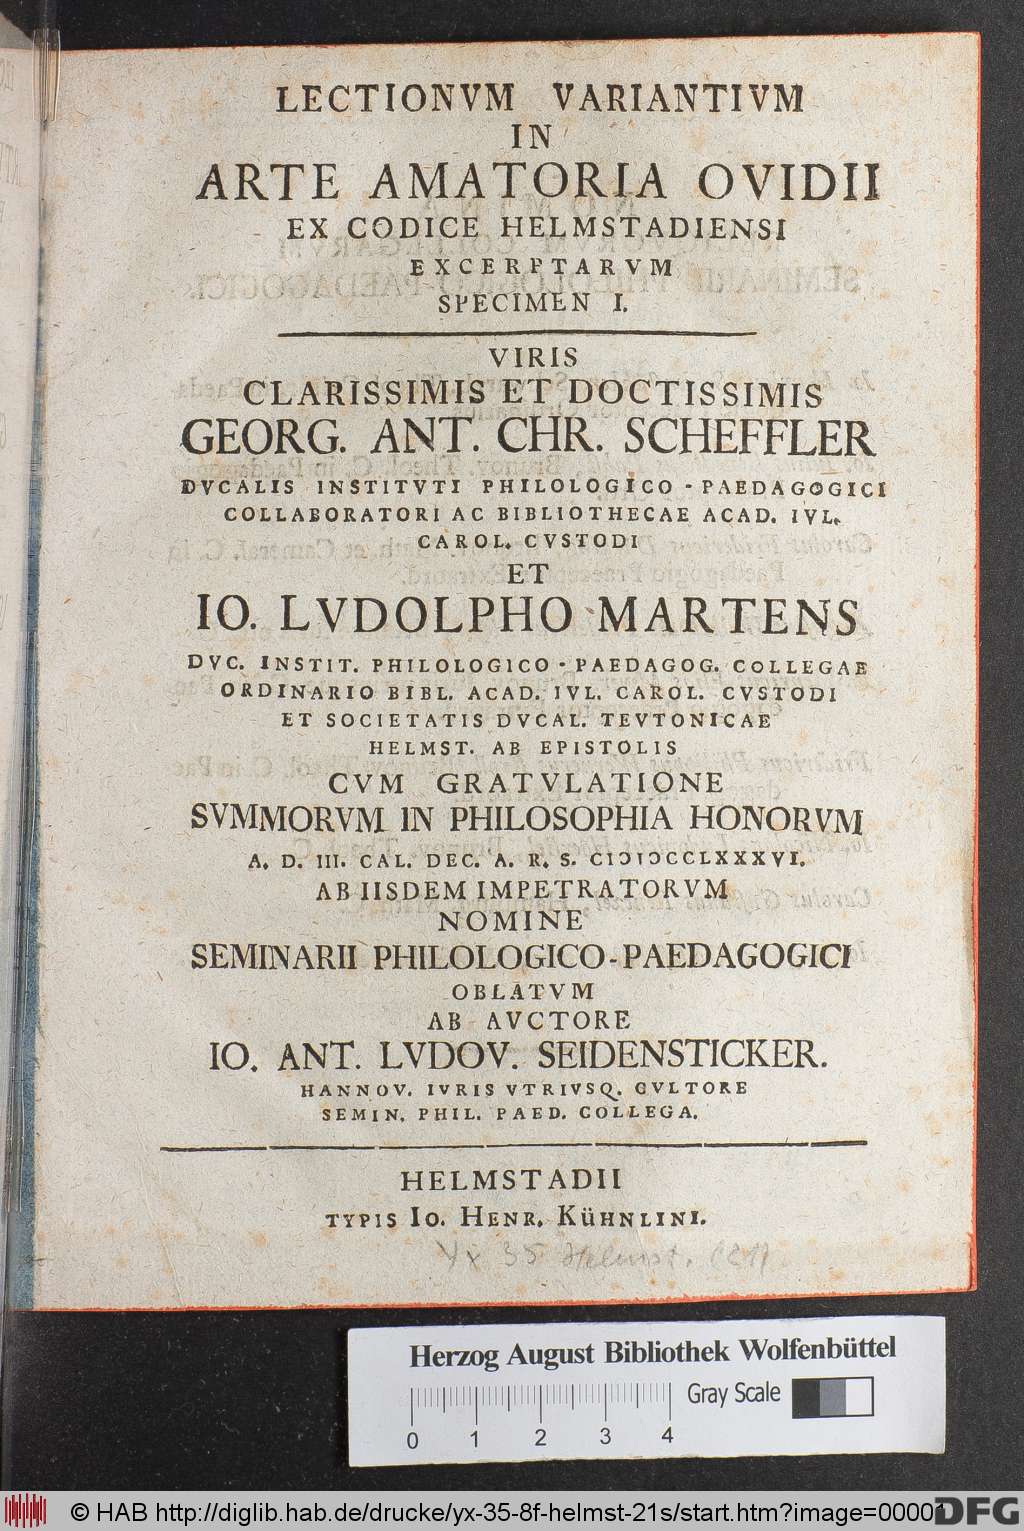 LECTIONVM VARIANTIVM
IN
ARTE AMATORIA OVIDII
EX CODICE HELMSTADIENSI
EXCERPTARVM
SPECIMEN I.
VIRIS
CLARISSIMIS ET DOCTISSIMIS
GEORG. ANT. CHR. SCHEFFLER
DVCALIS INSTITVTI PHILOLOGICO-PAEDAGOGICI
COLLABORATORI AC BIBLIOTHECAE ACAD. IVL.
CAROL. CVSTODI
ET
IO. LVDOLPHO MARTENS
DVC. INSTIT. PHILOLOGICO-PAEDAGOG. COLLEGAE
ORDINARIO BIBL. ACAD. IVL. CAROL. CVSTODI
ET SOCIETATIS DVCAL. TEVTONICAE
HELMST. AB EPISTOLIS
CVM GRATVLATIONE
SVMMORVM IN PHILOSOPHIA HONORVM
A. D. III. CAL. DEC. A. R. S. CIↃIↃCCLXXXVI.
AB IISDEM IMPETRATORVM
NOMINE
SEMINARII PHILOLOGICO-PAEDAGOGICI
OBLATVM
AB AVCTORE
IO. ANT. LVDOV. SEIDENSTICKER.
HANNOV. IVRIS VTRIVSQ. CVLTORE
SEMIN. PHIL. PAED. COLLEGA.
HELMSTADII
TYPIS IO. HENR. KÜHNLINI.
Yx 35 Helmst. (21)
Herzog August Bibliothek Wolfenbüttel
Gray Scale
0 1 2 3 4
© HAB http://diglib.hab.de/drucke/yx-35-8f-helmst-21s/start.htm?image=00001
DFG